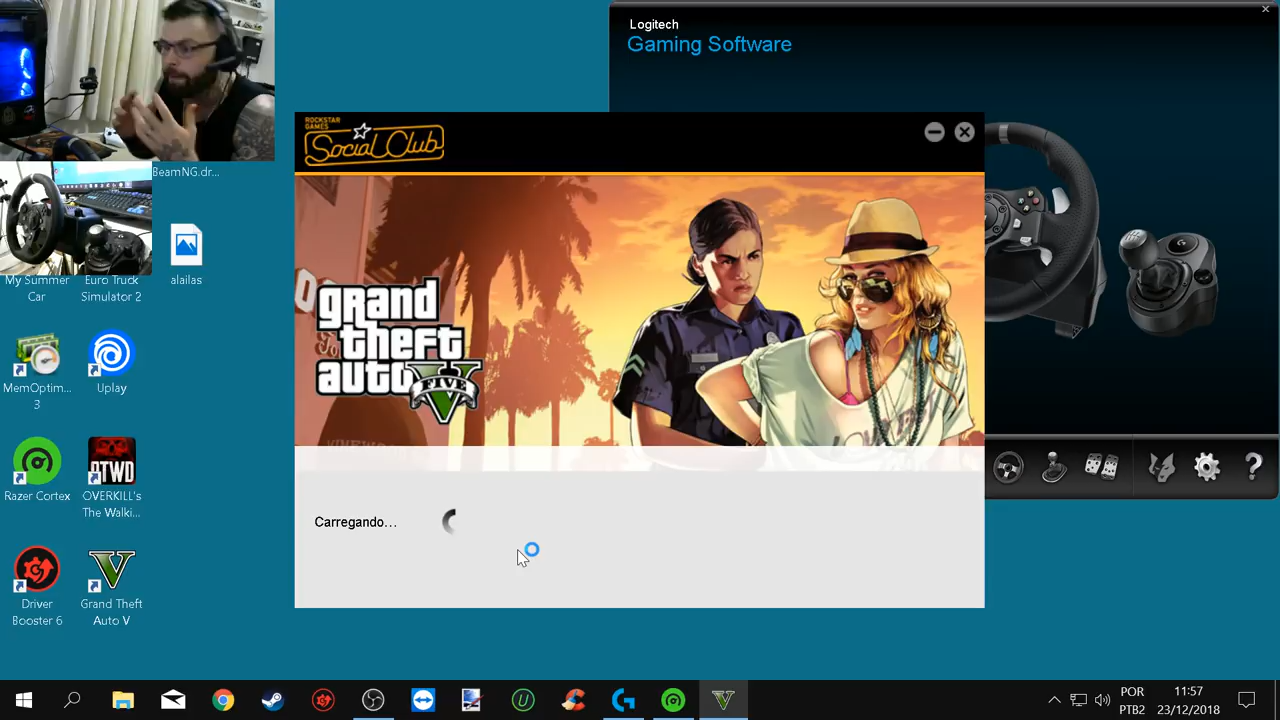 Logitech
Gaming Software
ROCKSTAR
GAMES
Social Club
BeamNG.dr...
My Summer
Car
Euro Truck
Simulator 2
alailas
grand
theft
auto
V
FIVE
MemOptim...
3
Uplay
OTWD
Razer Cortex
OVERKILL's
The Walki...
Carregando...
Driver
Booster 6
Grand Theft
Auto V
POR
PTB2
11:57
23/12/2018